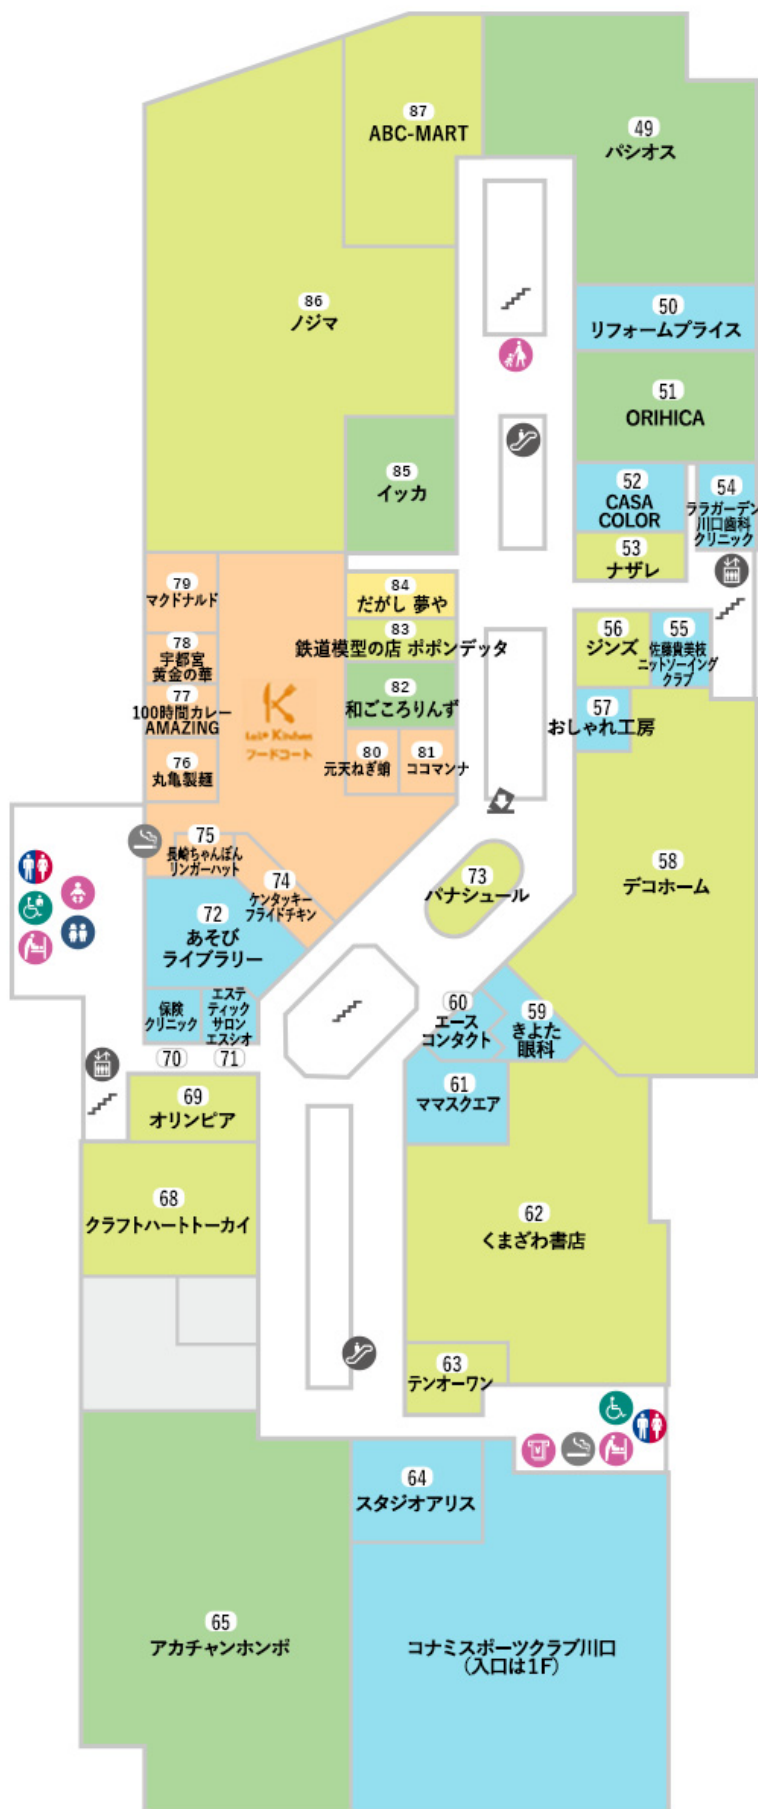 87
ABC-MART
49
パシオス
86
ノジマ
50
リフォームプライス
51
ORIHICA
85
イッカ
52
CASA
COLOR
54
ララガーデン
川口歯科
クリニック
53
ナザレ
79
マクドナルド
84
だがし 夢や
83
鉄道模型の店 ポポンデッタ
78
宇都宮
黄金の華
56
ジンズ
55
佐藤貴美枝
ニットソーイング
クラブ
77
100時間カレー
AMAZING
82
和ごころりんず
57
おしゃれ工房
フードコート
76
丸亀製麺
80
元天ねぎ蛸
81
ココマンナ
75
長崎ちゃんぽん
リンガーハット
74
ケンタッキー
フライドチキン
73
パナシュール
58
デコホーム
72
あそび
ライブラリー
保険
クリニック
70
エステ
ティック
サロン
エスシオ
71
60
エース
コンタクト
59
きよた
眼科
69
オリンピア
61
ママスクエア
68
クラフトハートトーカイ
62
くまざわ書店
63
テンオーワン
64
スタジオアリス
65
アカチャンホンポ
コナミスポーツクラブ川口
(入口は1F)